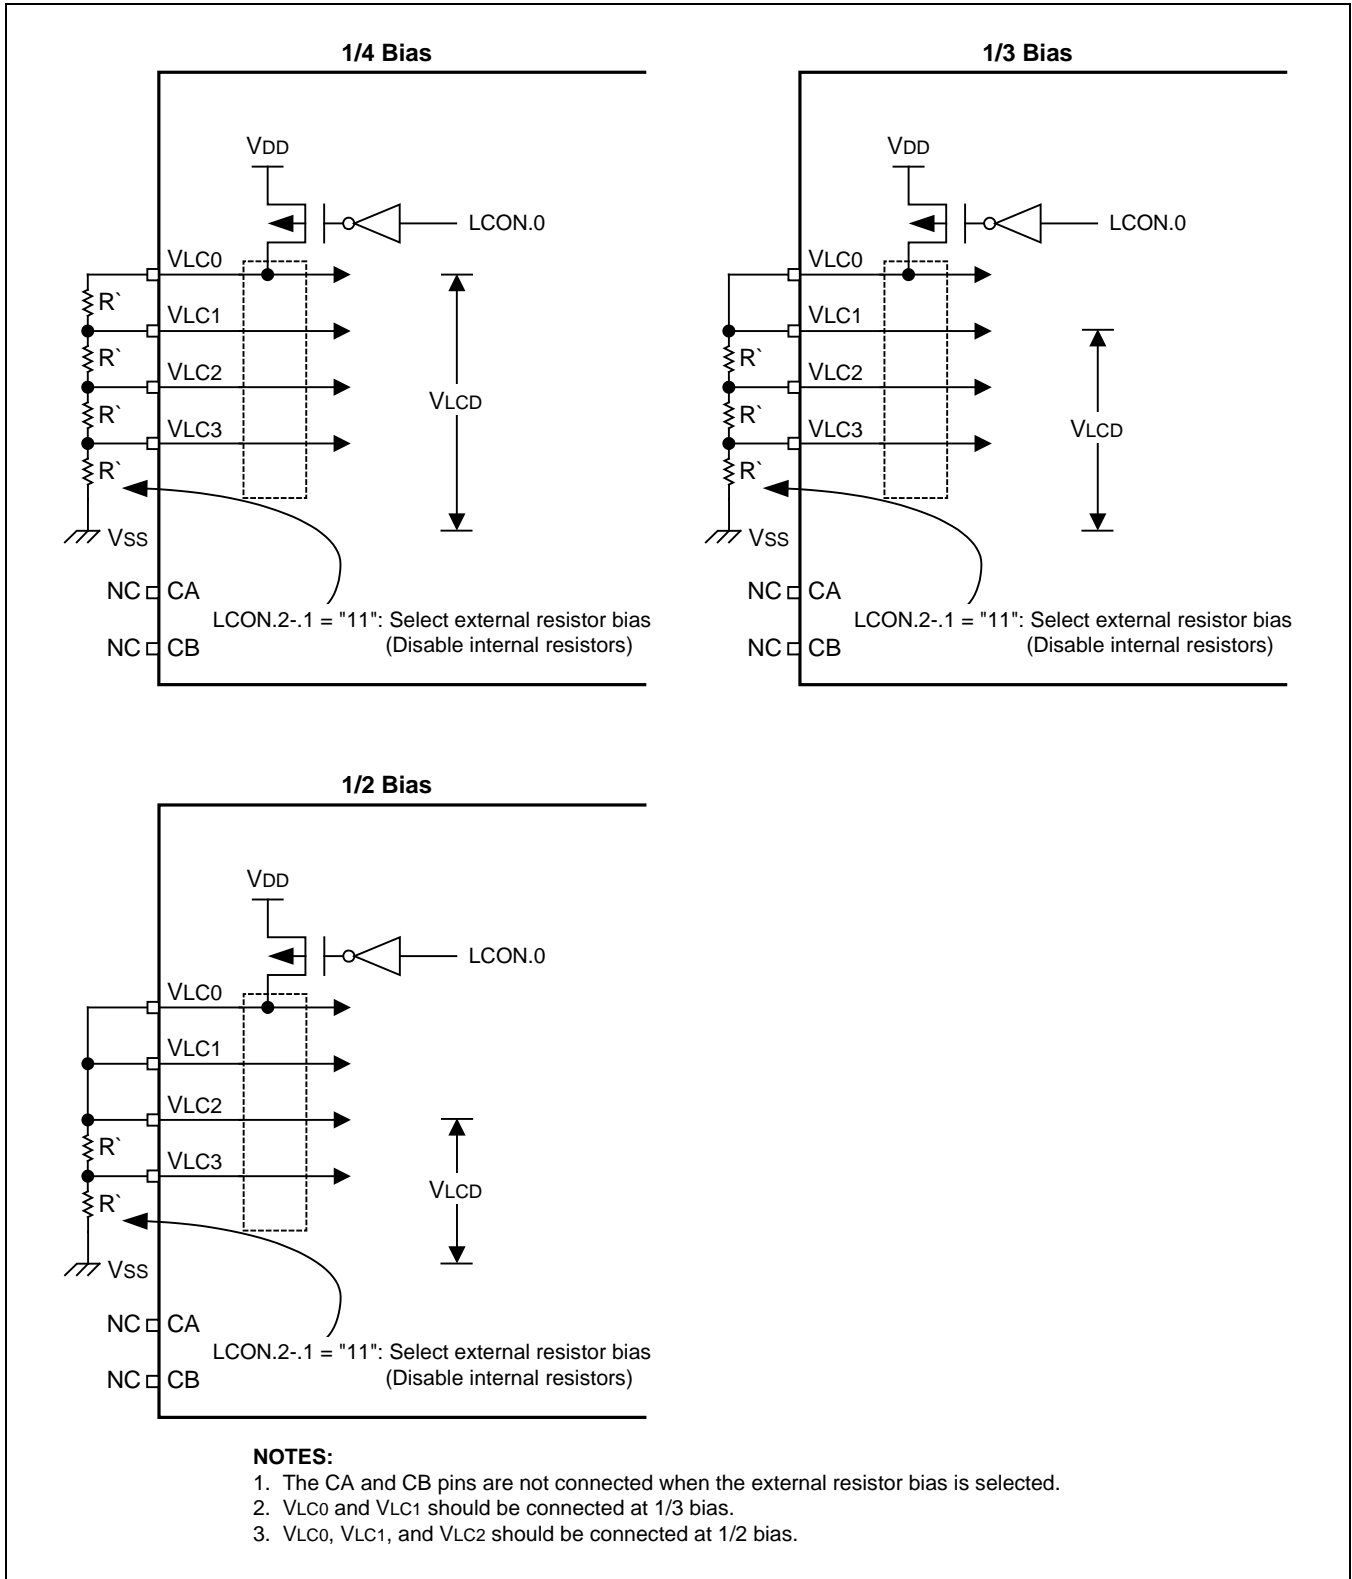 1/4 Bias
VDD
LCON.0
VLC0
R`
VLC1
R`
VLC2
R`
VLCD
VLC3
R`
VSS
NC CA
LCON.2-.1 = "11": Select external resistor bias
NC CB
(Disable internal resistors)
1/3 Bias
VDD
LCON.0
VLC0
VLC1
R`
VLC2
R`
VLCD
VLC3
R`
VSS
NC CA
LCON.2-.1 = "11": Select external resistor bias
NC CB
(Disable internal resistors)
1/2 Bias
VDD
LCON.0
VLC0
VLC1
VLC2
R`
VLC3
VLCD
R`
VSS
NC CA
LCON.2-.1 = "11": Select external resistor bias
NC CB
(Disable internal resistors)
NOTES:
1. The CA and CB pins are not connected when the external resistor bias is selected.
2. VLC0 and VLC1 should be connected at 1/3 bias.
3. VLC0, VLC1, and VLC2 should be connected at 1/2 bias.